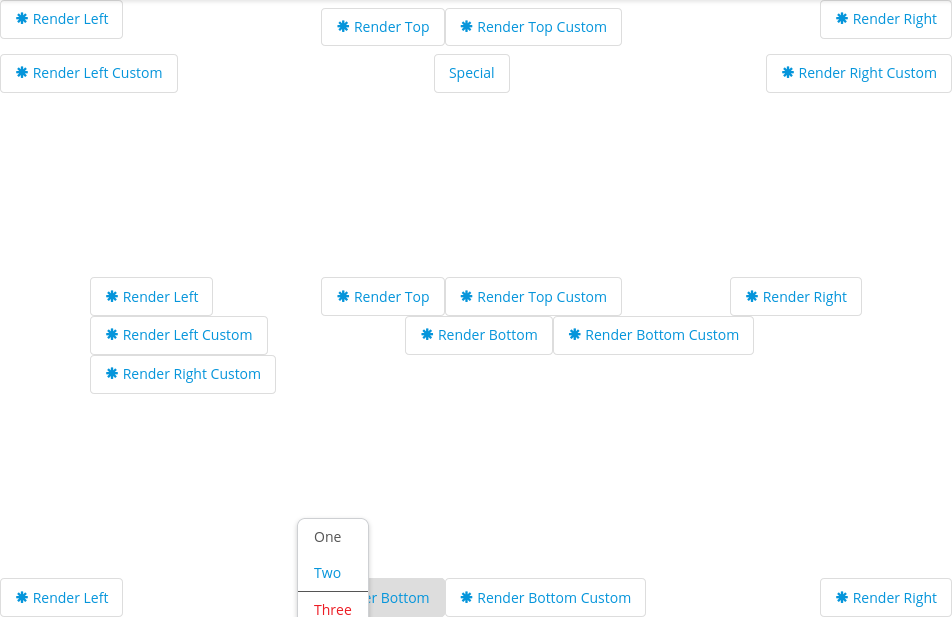 Render Left
Render Top
Render Top Custom
Render Right
Render Left Custom
Special
Render Right Custom
Render Left
Render Top
Render Top Custom
Render Right
Render Left Custom
Render Bottom
Render Bottom Custom
Render Right Custom
One
Two
Three
Render Left
er Bottom
Render Bottom Custom
Render Right